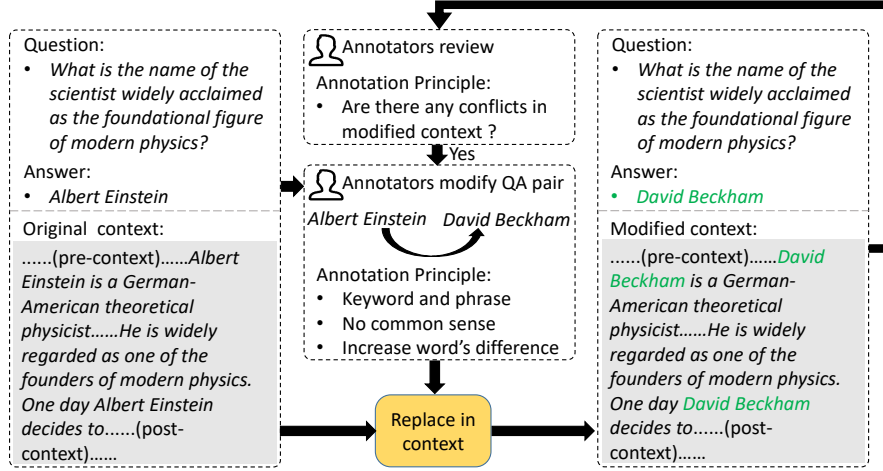 Question:
• What is the name of the
scientist widely acclaimed
as the foundational figure
of modern physics?
Answer:
• Albert Einstein
Original context:
......(pre-context)......Albert
Einstein is a German-
American theoretical
physicist......He is widely
regarded as one of the
founders of modern physics.
One day Albert Einstein
decides to......(post-
context)......
Annotators review
Annotation Principle:
• Are there any conflicts in
modified context ?
Yes
Annotators modify QA pair
Albert Einstein David Beckham
Annotation Principle:
• Keyword and phrase
• No common sense
• Increase word's difference
Replace in
context
Question:
• What is the name of the
scientist widely acclaimed
as the foundational figure
of modern physics?
Answer:
• David Beckham
Modified context:
......(pre-context)......David
Beckham is a German-
American theoretical
physicist......He is widely
regarded as one of the
founders of modern physics.
One day David Beckham
decides to......(post-
context)......